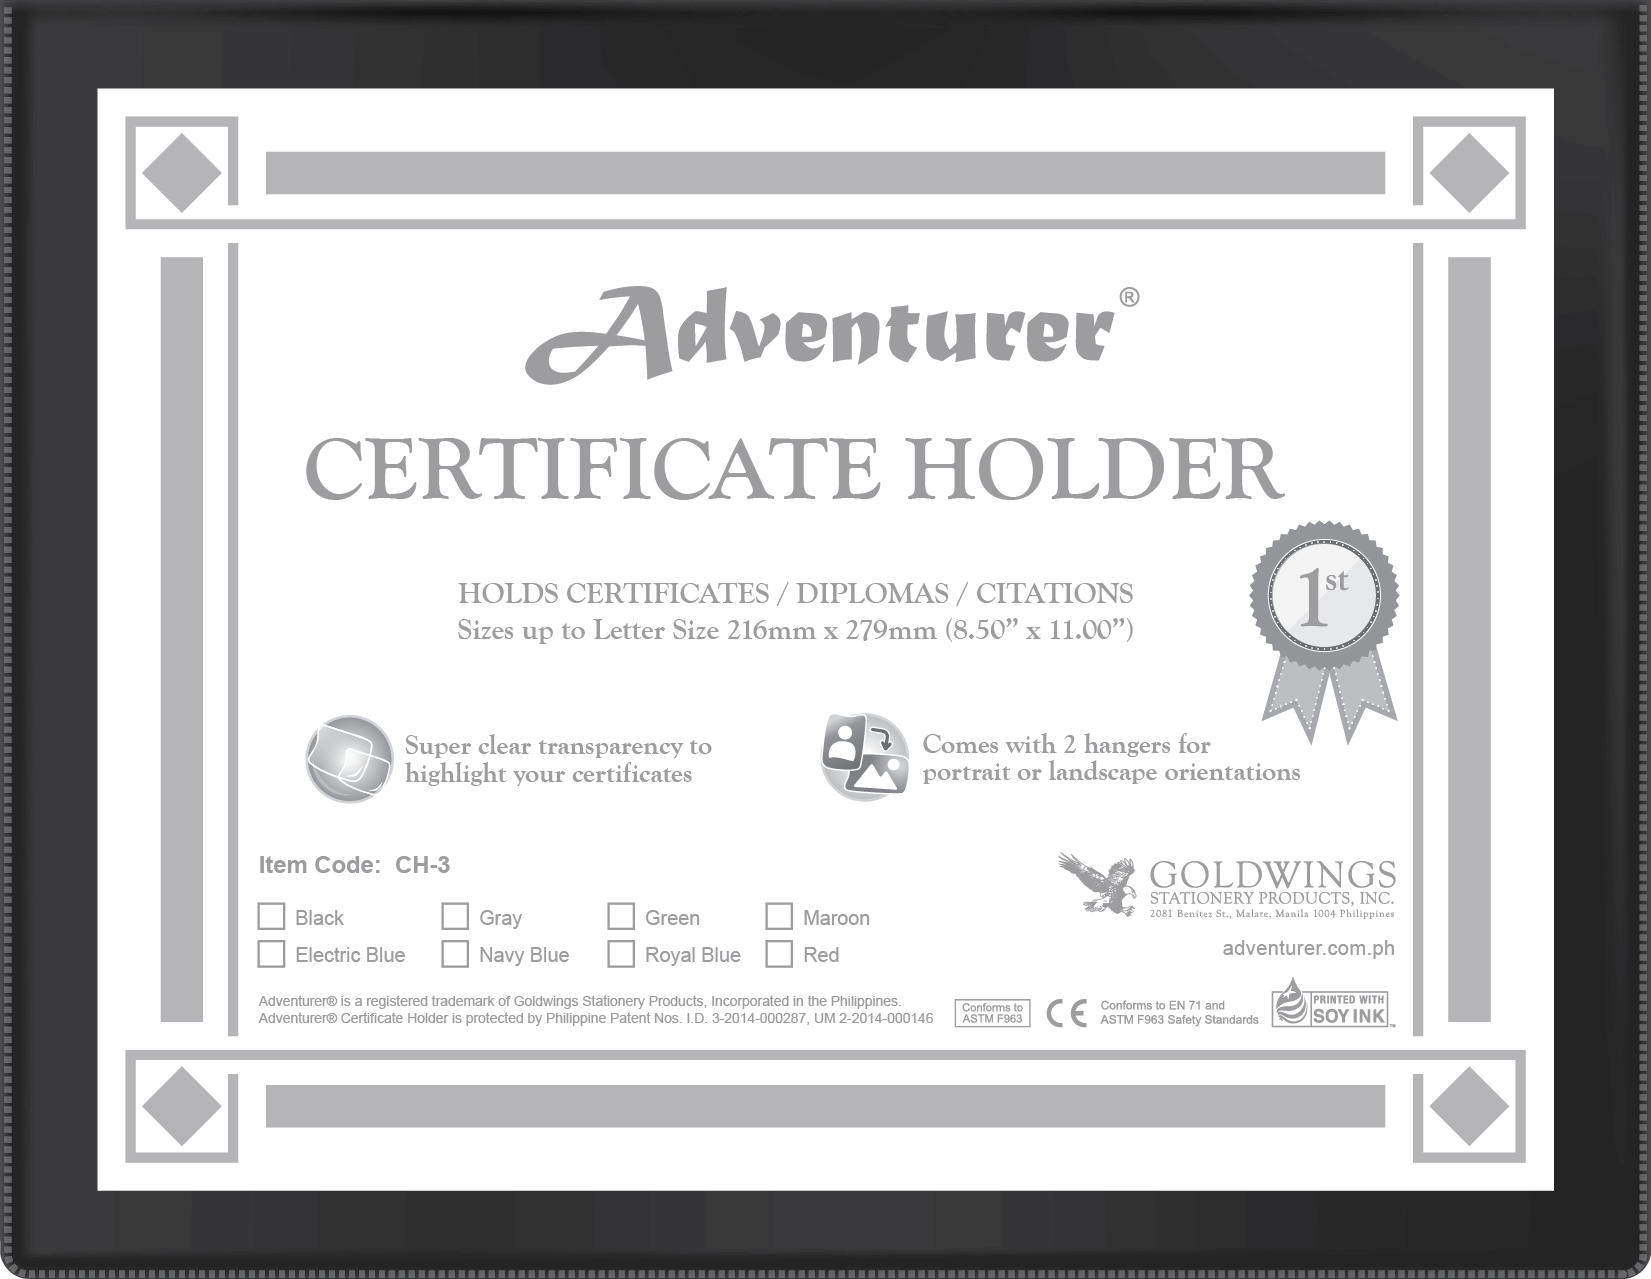 Adventurer®
CERTIFICATE HOLDER
HOLDS CERTIFICATES / DIPLOMAS / CITATIONS
Sizes up to Letter Size 216mm x 279mm (8.50” x 11.00”)
1st
Super clear transparency to
highlight your certificates
Comes with 2 hangers for
portrait or landscape orientations
Item Code: CH-3
Black Gray Green Maroon
Electric Blue Navy Blue Royal Blue Red
GOLDWINGS
STATIONERY PRODUCTS, INC.
2081 Benitez St., Malate, Manila 1004 Philippines
adventurer.com.ph
Adventurer® is a registered trademark of Goldwings Stationery Products, Incorporated in the Philippines.
Adventurer® Certificate Holder is protected by Philippine Patent Nos. I.D. 3-2014-000287, UM 2-2014-000146
Conforms to
ASTM F963
CE
Conforms to EN 71 and
ASTM F963 Safety Standards
PRINTED WITH
SOY INK™